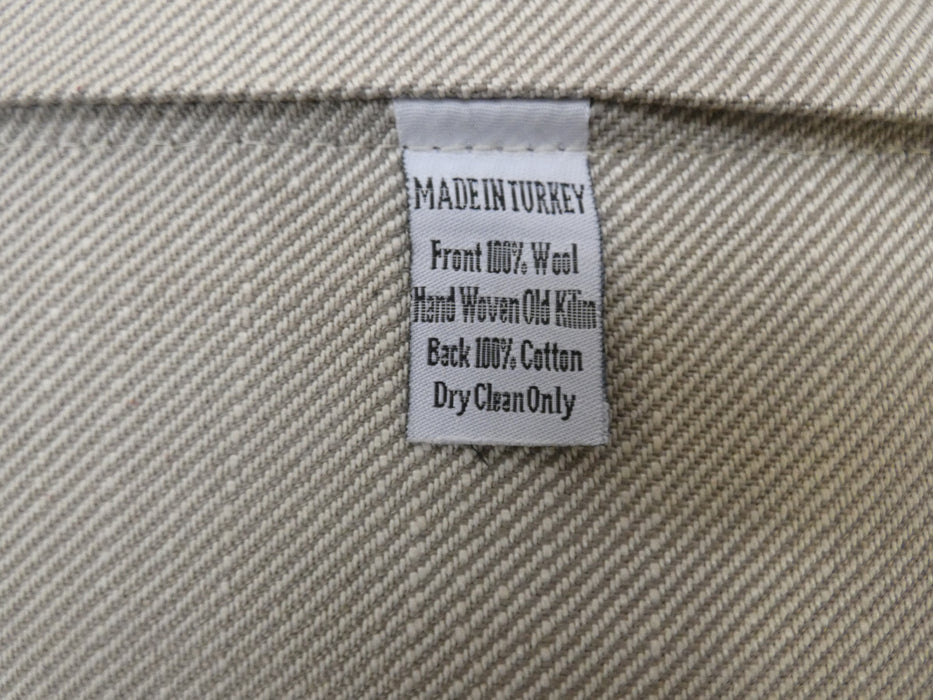 MADE IN TURKEY
Front 100% Wool
Hand Woven Old Kilim
Back 100% Cotton
Dry Clean Only